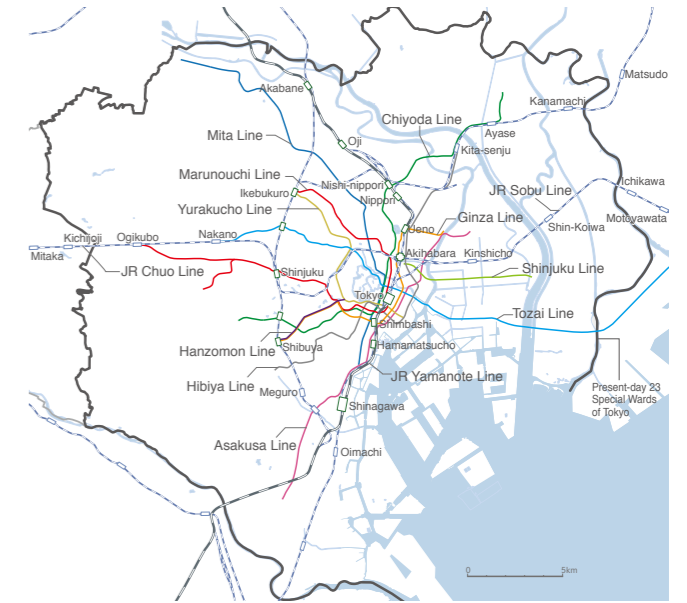 Matsudo
Akabane
Kanamachi
Chiyoda Line
Ayase
Mita Line
Oji
Kita-senju
Marunouchi Line
Nishi-nippori
JR Sobu Line
Ichikawa
Ikebukuro
Nippori
Yurakucho Line
Ginza Line
Motoyawata
Ueno
Shin-Koiwa
Kichijoji
Ogikubo
Nakano
Mitaka
Akihabara
Kinshicho
JR Chuo Line
Shinjuku
Shinjuku Line
Tokyo
Tozai Line
Shimbashi
Hanzomon Line
Shibuya
Hamamatsucho
Hibiya Line
JR Yamanote Line
Meguro
Present-day 23
Special Wards
of Tokyo
Shinagawa
Asakusa Line
Oimachi
0
5km